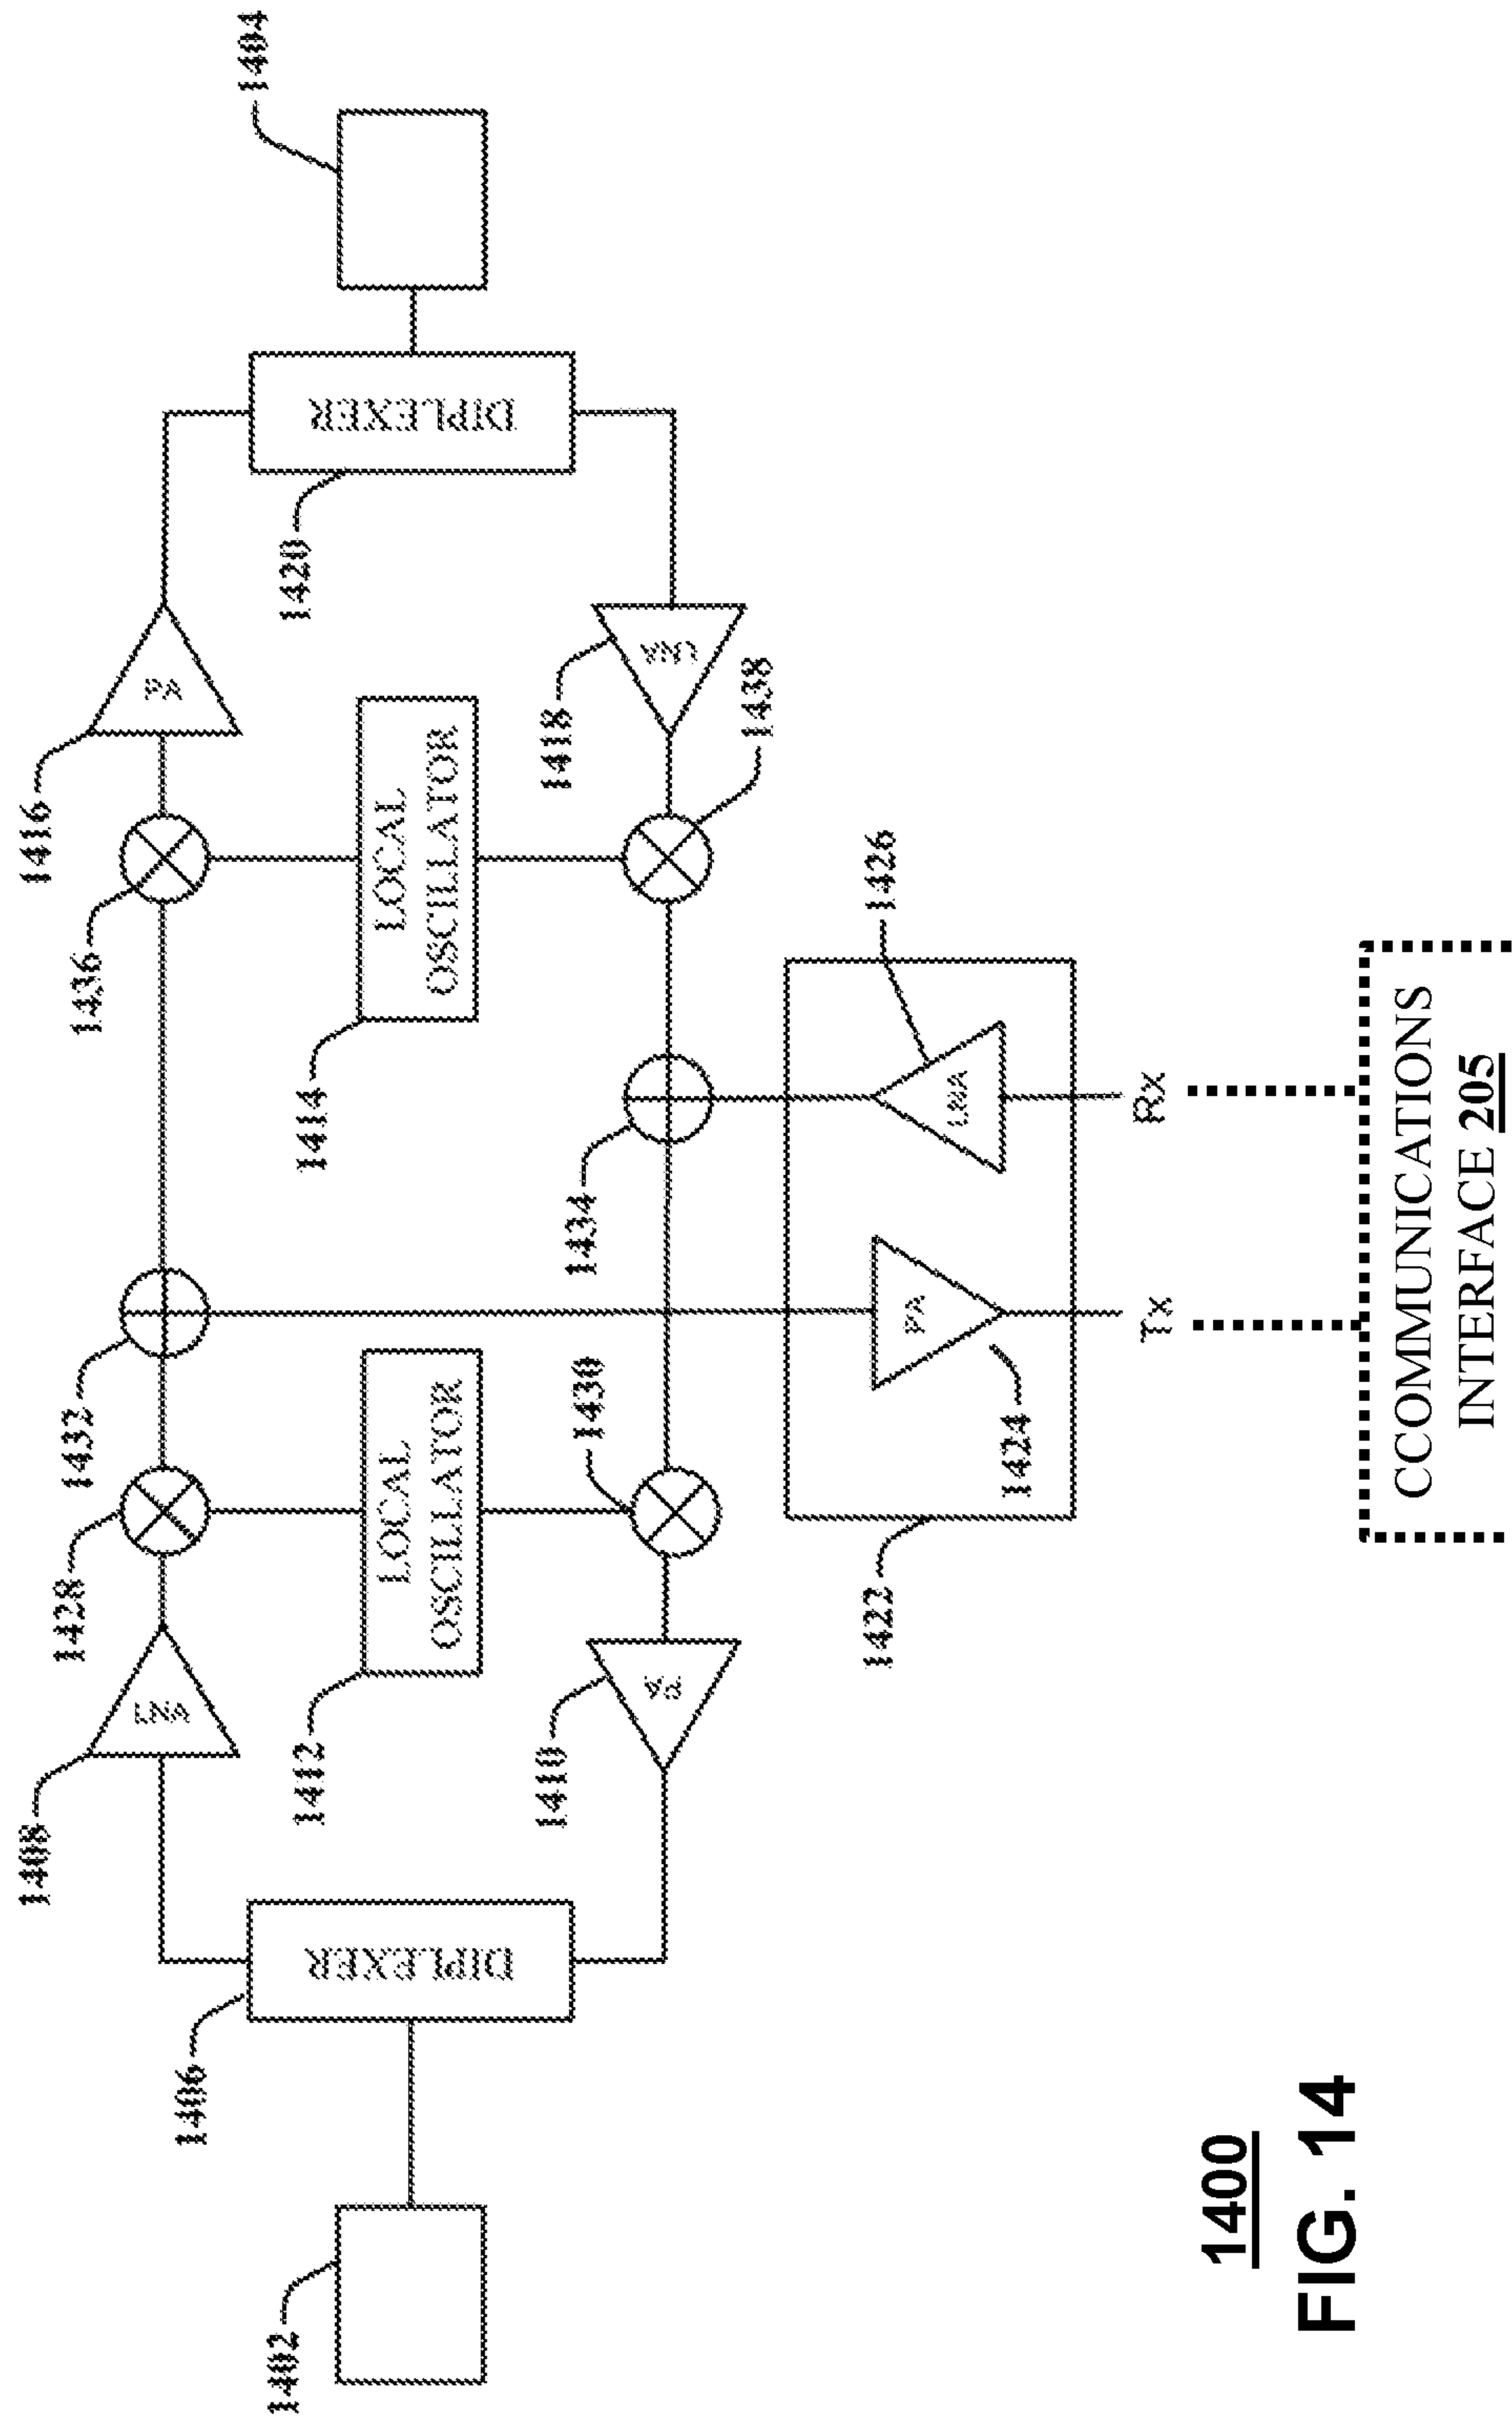 1404
1416
PA
1436
1420
DIPLEXER
LOCAL
OSCILLATOR
1414
1418
LNA
1438
1432
1434
1426
LNA
Rx
1428
LOCAL
OSCILLATOR
1412
1430
PA
1424
Tx
1422
CCOMMUNICATIONS
INTERFACE 205
1408
LNA
1410
PA
1406
DIPLEXER
1402
1400
FIG. 14